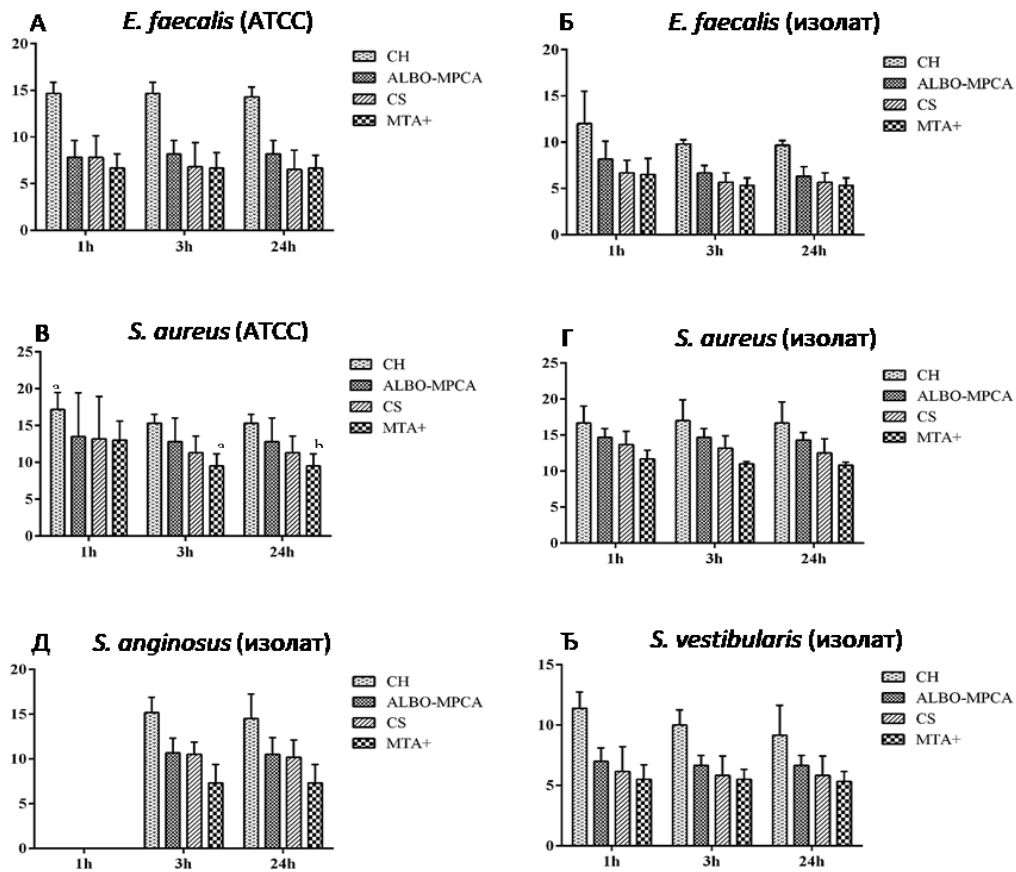 А E. faecalis (ATCC)
20
15
10
5
0
1h 3h 24h
CH
ALBO-MPCA
CS
MTA+
Б E. faecalis (изолат)
20
15
10
5
0
1h 3h 24h
CH
ALBO-MPCA
CS
MTA+
В S. aureus (ATCC)
25
20
15
10
5
0
a
a
b
1h 3h 24h
CH
ALBO-MPCA
CS
MTA+
Г S. aureus (изолат)
25
20
15
10
5
0
1h 3h 24h
CH
ALBO-MPCA
CS
MTA+
Д S. anginosus (изолат)
20
15
10
5
0
1h 3h 24h
CH
ALBO-MPCA
CS
MTA+
Ђ S. vestibularis (изолат)
15
10
5
0
1h 3h 24h
CH
ALBO-MPCA
CS
MTA+